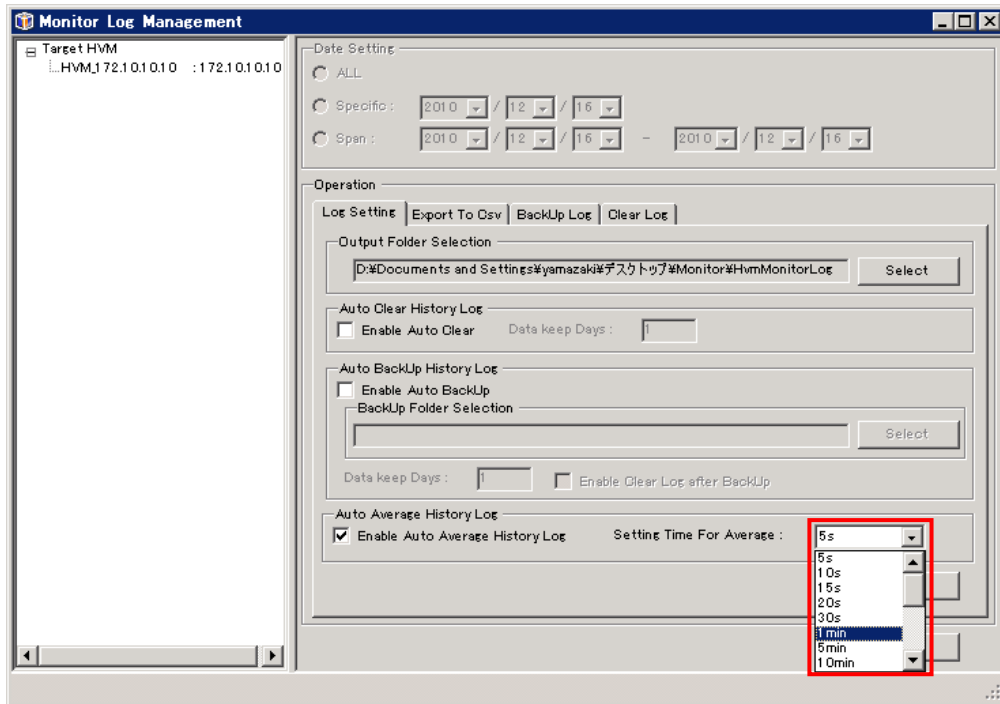 Monitor Log Management
Target HVM
HVM_172.10.10.10 :172.10.10.10
Date Setting
ALL
Specific :
2010 / 12 / 16
Span :
2010 / 12 / 16 - 2010 / 12 / 16
Operation
Log Setting
Export To Csv
BackUp Log
Clear Log
Output Folder Selection
D:¥Documents and Settings¥yamazaki¥デスクトップ¥Monitor¥HvmMonitorLog
Select
Auto Clear History Log
Enable Auto Clear
Data keep Days :
1
Auto BackUp History Log
Enable Auto BackUp
BackUp Folder Selection
Select
Data keep Days :
1
Enable Clear Log after BackUp
Auto Average History Log
Enable Auto Average History Log
Setting Time For Average :
5s
5s
10s
15s
20s
30s
1min
5min
10min